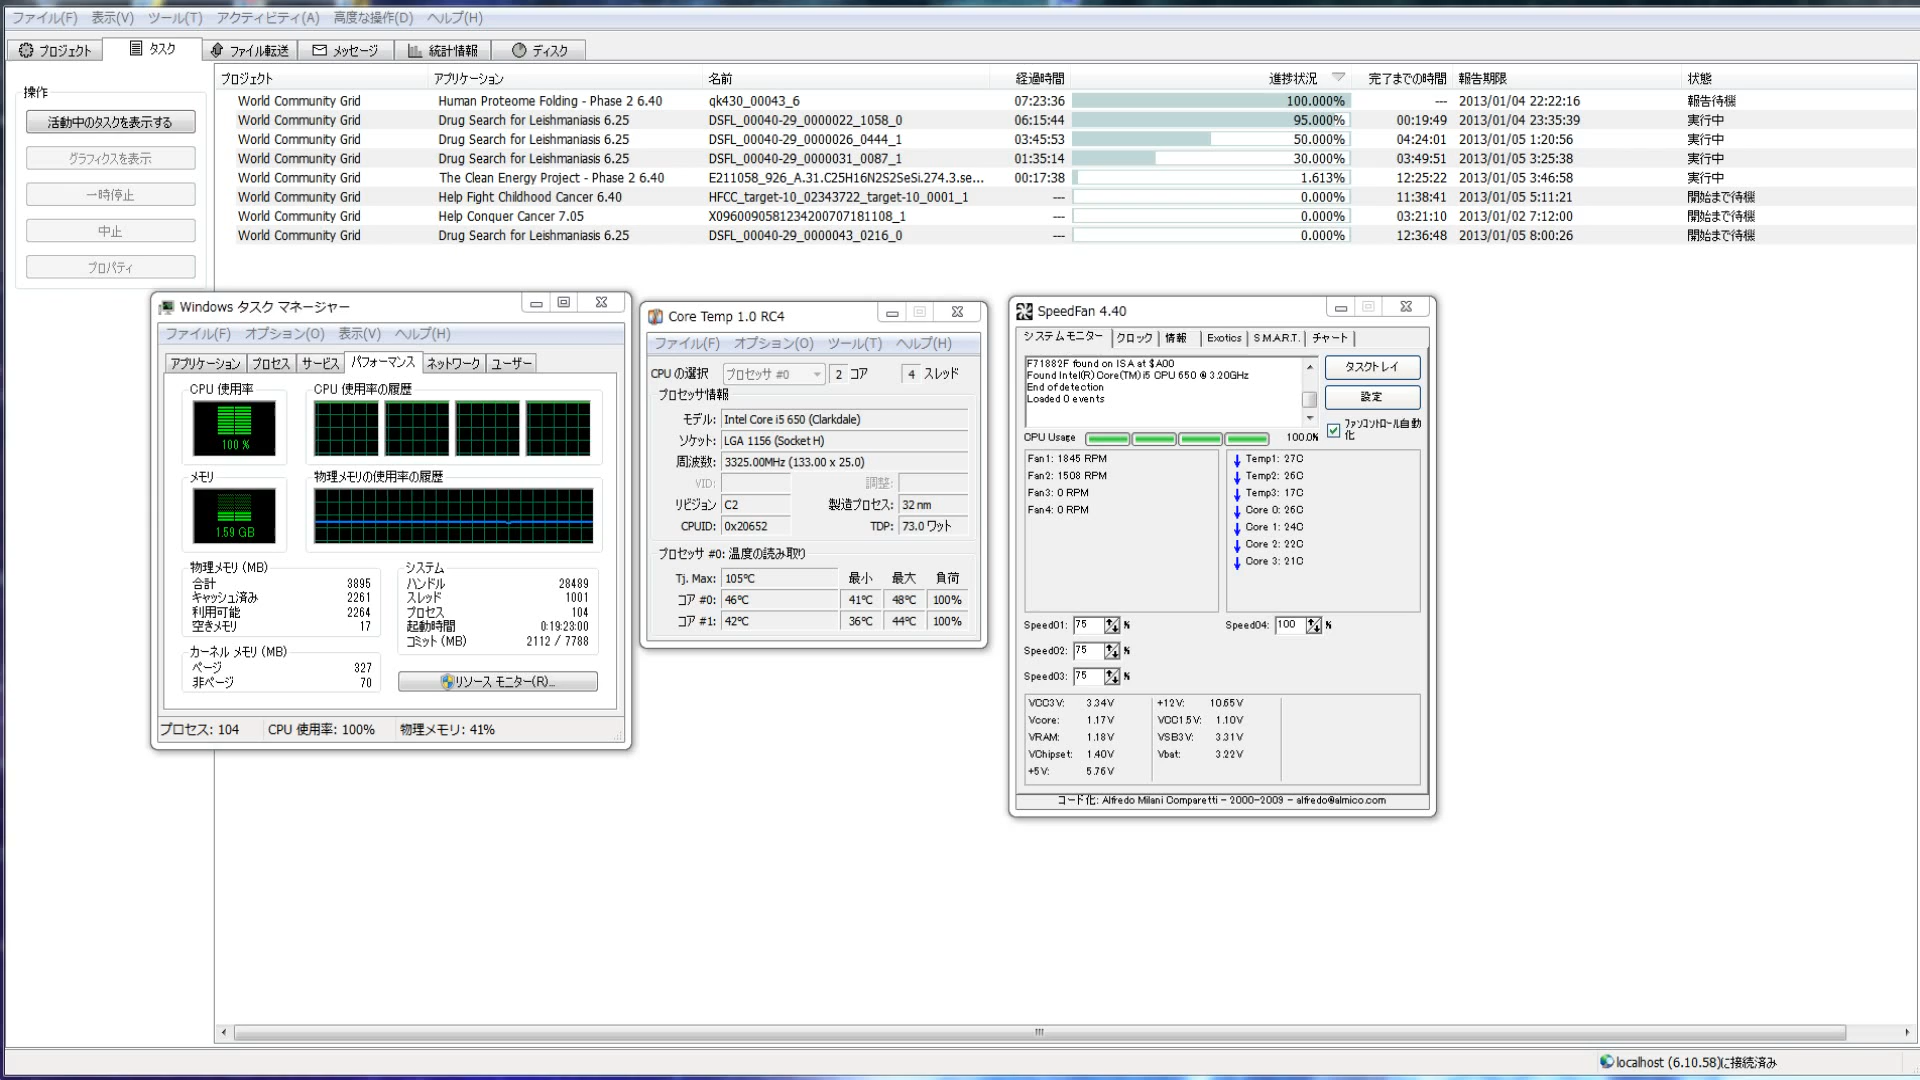 ファイル(F) 表示(V) ツール(T) アクティビティ(A) 高度な操作(D) ヘルプ(H)
プロジェクト タスク ファイル転送 メッセージ 統計情報 ディスク
操作
活動中のタスクを表示する
グラフィクスを表示
一時停止
中止
プロパティ
プロジェクト アプリケーション 名前 経過時間 進捗状況 完了までの時間 報告期限 状態
World Community Grid Human Proteome Folding - Phase 2 6.40 qk430_00043_6 07:23:36 100.000% --- 2013/01/04 22:22:16 報告待機
World Community Grid Drug Search for Leishmaniasis 6.25 DSFL_00040-29_0000022_1058_0 06:15:44 95.000% 00:19:49 2013/01/04 23:35:39 実行中
World Community Grid Drug Search for Leishmaniasis 6.25 DSFL_00040-29_0000026_0444_1 03:45:53 50.000% 04:24:01 2013/01/05 1:20:56 実行中
World Community Grid Drug Search for Leishmaniasis 6.25 DSFL_00040-29_0000031_0087_1 01:35:14 30.000% 03:49:51 2013/01/05 3:25:38 実行中
World Community Grid The Clean Energy Project - Phase 2 6.40 E211058_926_A.31.C25H16N2S2SeSi.274.3.se... 00:17:38 1.613% 12:25:22 2013/01/05 3:46:58 実行中
World Community Grid Help Fight Childhood Cancer 6.40 HFCC_target-10_02343722_target-10_0001_1 --- 0.000% 11:38:41 2013/01/05 5:11:21 開始まで待機
World Community Grid Help Conquer Cancer 7.05 X0960090581234200707181108_1 --- 0.000% 03:21:10 2013/01/02 7:12:00 開始まで待機
World Community Grid Drug Search for Leishmaniasis 6.25 DSFL_00040-29_0000043_0216_0 --- 0.000% 12:36:48 2013/01/05 8:00:26 開始まで待機
Windows タスク マネージャー
ファイル(F) オプション(O) 表示(V) ヘルプ(H)
アプリケーション プロセス サービス パフォーマンス ネットワーク ユーザー
CPU 使用率 CPU 使用率の履歴
100 %
メモリ 物理メモリの使用率の履歴
1.59 GB
物理メモリ (MB)
合計 3895
キャッシュ済み 2261
利用可能 2264
空きメモリ 17
カーネル メモリ (MB)
ページ 327
非ページ 70
システム
ハンドル 28489
スレッド 1001
プロセス 104
起動時間 0:19:23:00
コミット (MB) 2112 / 7788
リソース モニター(R)...
プロセス: 104 CPU 使用率: 100% 物理メモリ: 41%
Core Temp 1.0 RC4
ファイル(F) オプション(O) ツール(T) ヘルプ(H)
CPU の選択 プロセッサ #0 2 コア 4 スレッド
プロセッサ情報
モデル: Intel Core i5 650 (Clarkdale)
ソケット: LGA 1156 (Socket H)
周波数: 3325.00MHz (133.00 x 25.0)
VID: 調整:
リビジョン C2 製造プロセス: 32 nm
CPUID: 0x20652 TDP: 73.0 ワット
プロセッサ #0: 温度の読み取り
Tj. Max: 105℃ 最小 最大 負荷
コア #0: 46℃ 41℃ 48℃ 100%
コア #1: 42℃ 36℃ 44℃ 100%
SpeedFan 4.40
システムモニター クロック 情報 Exotics S.M.A.R.T. チャート
F71882F found on ISA at $A00
Found Intel(R) Core(TM) i5 CPU 650 @ 3.20GHz
End of detection
Loaded 0 events
タスクトレイ
設定
ファンコントロール自動化
CPU Usage 100.0%
Fan1: 1845 RPM
Fan2: 1508 RPM
Fan3: 0 RPM
Fan4: 0 RPM
Temp1: 27C
Temp2: 26C
Temp3: 17C
Core 0: 26C
Core 1: 24C
Core 2: 22C
Core 3: 21C
Speed01: 75 % Speed04: 100 %
Speed02: 75 %
Speed03: 75 %
VCC3V: 3.34V +12V: 10.65V
Vcore: 1.17V VCC1.5V: 1.10V
VRAM: 1.18V VSB3V: 3.31V
VChipset: 1.40V Vbat: 3.22V
+5V: 5.76V
コード化: Alfredo Milani Comparetti - 2000-2009 - alfredo@almico.com
localhost (6.10.58)に接続済み